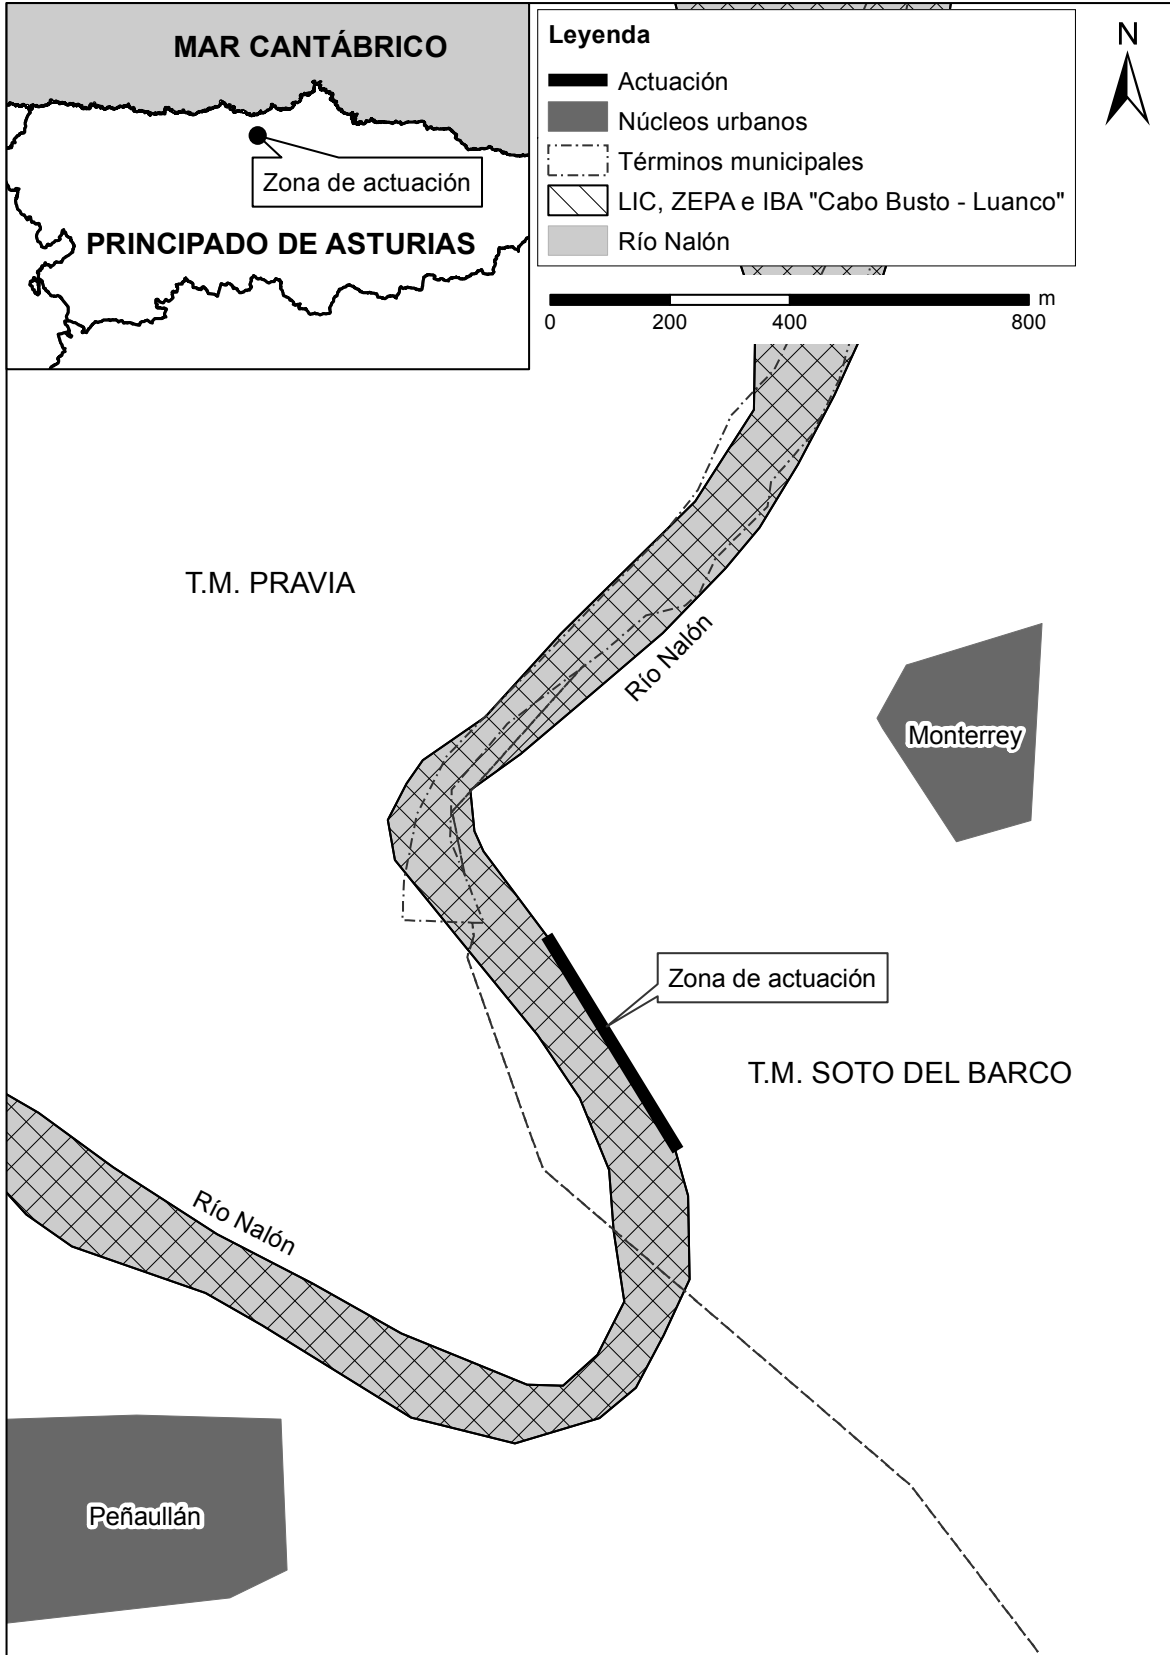 MAR CANTÁBRICO
Zona de actuación
PRINCIPADO DE ASTURIAS
Leyenda
Actuación
Núcleos urbanos
Términos municipales
LIC, ZEPA e IBA "Cabo Busto - Luanco"
Río Nalón
N
m
0 200 400 800
T.M. PRAVIA
Río Nalón
Monterrey
Zona de actuación
T.M. SOTO DEL BARCO
Río Nalón
Peñaullán